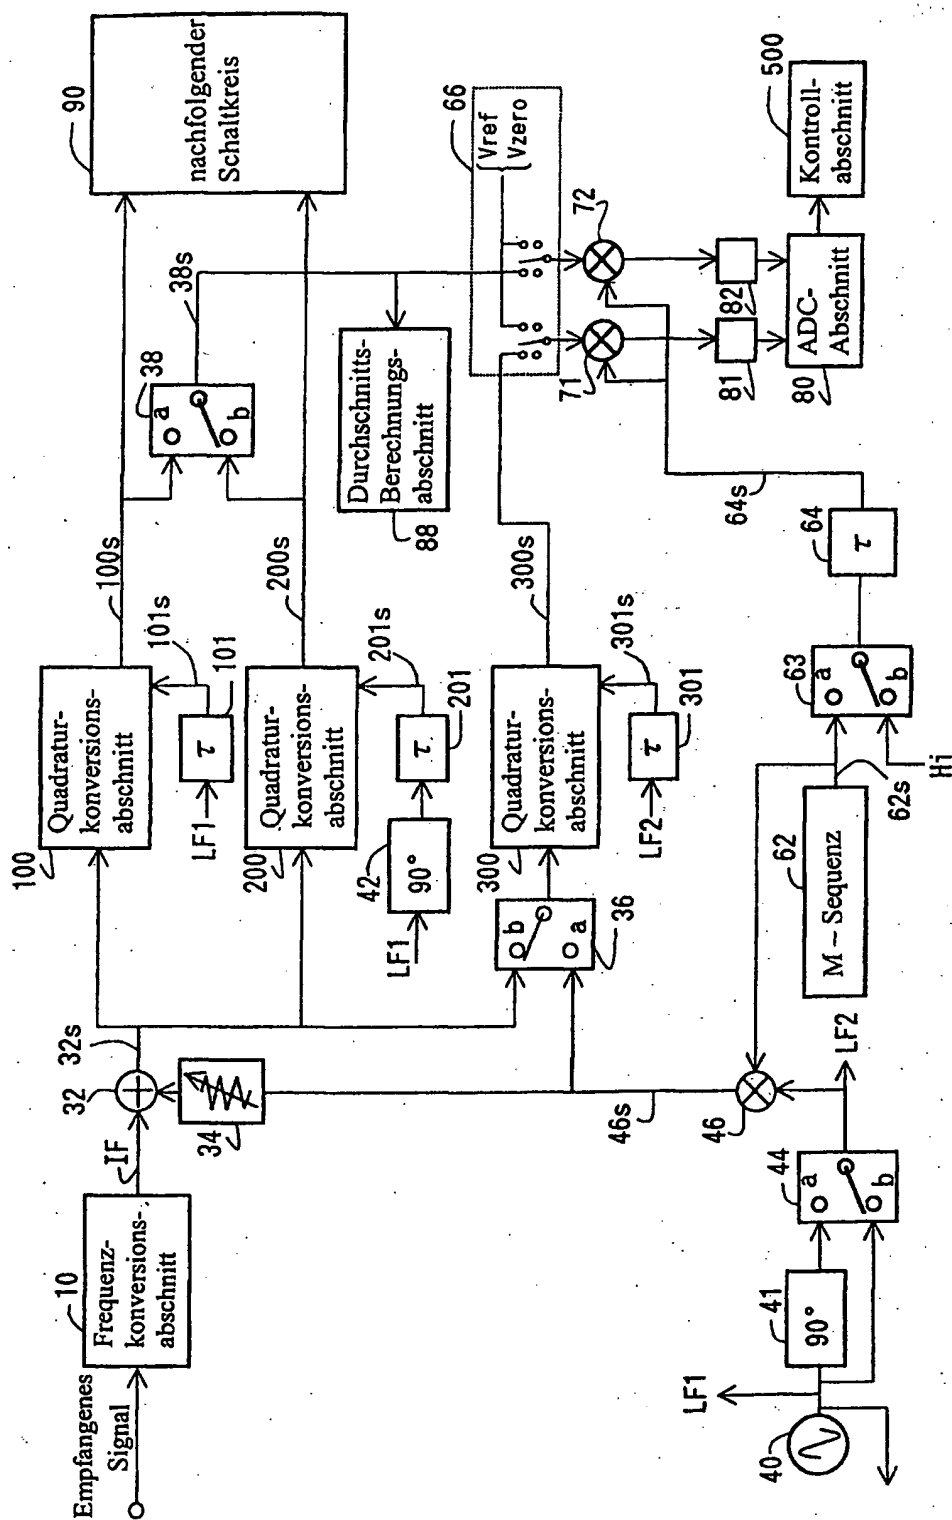 Empfangenes
Signal
10
Frequenz-
konversions-
abschnitt
IF
32
32s
34
100
Quadratur-
konversions-
abschnitt
100s
101s
LF1
τ
101
200
Quadratur-
konversions-
abschnitt
200s
201s
LF1
42
90°
τ
201
36
b
a
300
Quadratur-
konversions-
abschnitt
300s
301s
LF2
τ
301
38
a
b
38s
90
nachfolgender
Schaltkreis
88
Durchschnitts-
Berechnungs-
abschnitt
66
Vref
Vzero
71
72
81
82
80
ADC-
Abschnitt
500
Kontroll-
abschnitt
40
LF1
41
90°
44
a
b
LF2
46
46s
62
M – Sequenz
62s
Hi
63
a
b
64
τ
64s